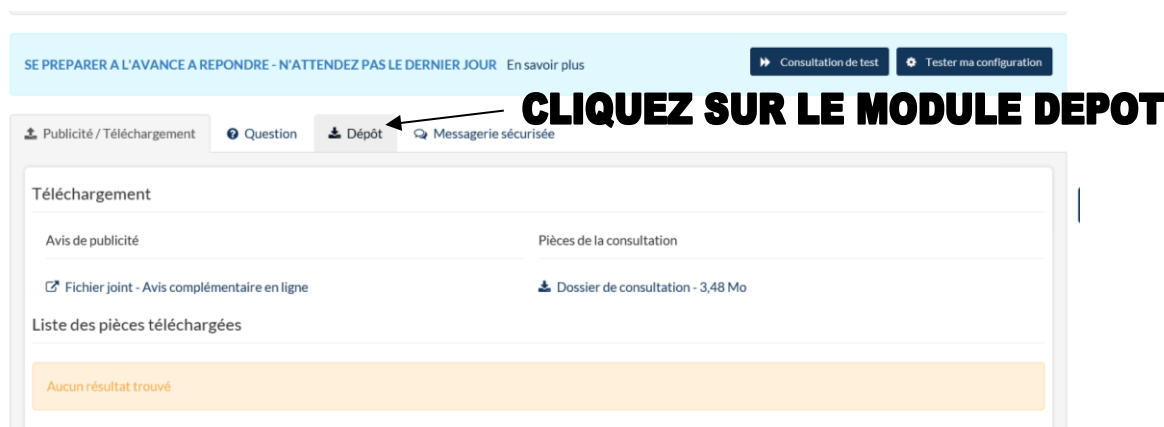 SE PREPARER A L'AVANCE A REPONDRE - N'ATTENDEZ PAS LE DERNIER JOUR En savoir plus
Consultation de test
Tester ma configuration
CLIQUEZ SUR LE MODULE DEPOT
Publicité / Téléchargement
Question
Dépôt
Messagerie sécurisée
Téléchargement
Avis de publicité
Pièces de la consultation
Fichier joint - Avis complémentaire en ligne
Dossier de consultation - 3,48 Mo
Liste des pièces téléchargées
Aucun résultat trouvé